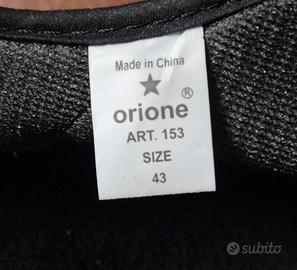 Made in China
orione ®
ART. 153
SIZE
43
subito